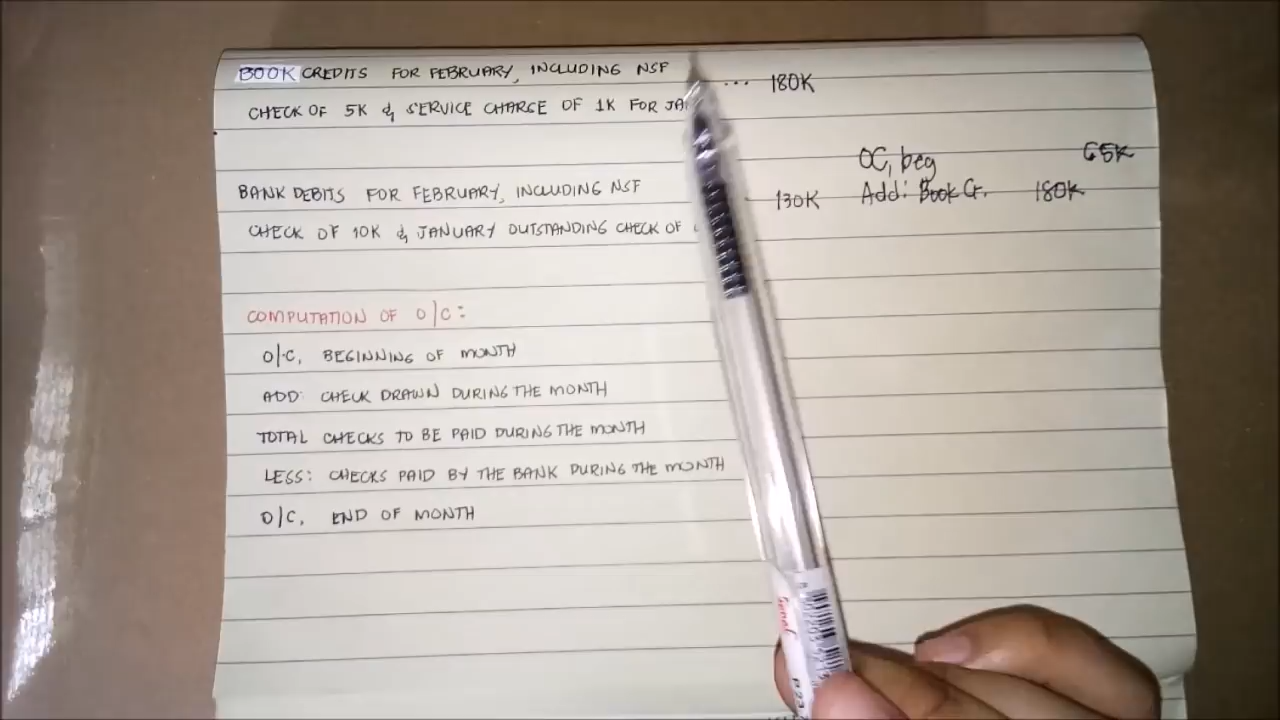 BOOK CREDITS FOR FEBRUARY, INCLUDING NSF
CHECK OF 5K & SERVICE CHARGE OF 1K FOR ... 180K
BANK DEBITS FOR FEBRUARY, INCLUDING NSF
CHECK OF 10K & JANUARY OUTSTANDING CHECK OF 130K
COMPUTATION OF O/C:
O/C, BEGINNING OF MONTH
ADD: CHECK DRAWN DURING THE MONTH
TOTAL CHECKS TO BE PAID DURING THE MONTH
LESS: CHECKS PAID BY THE BANK DURING THE MONTH
O/C, END OF MONTH
OC, beg 65K
Add: Book Cr. 180K